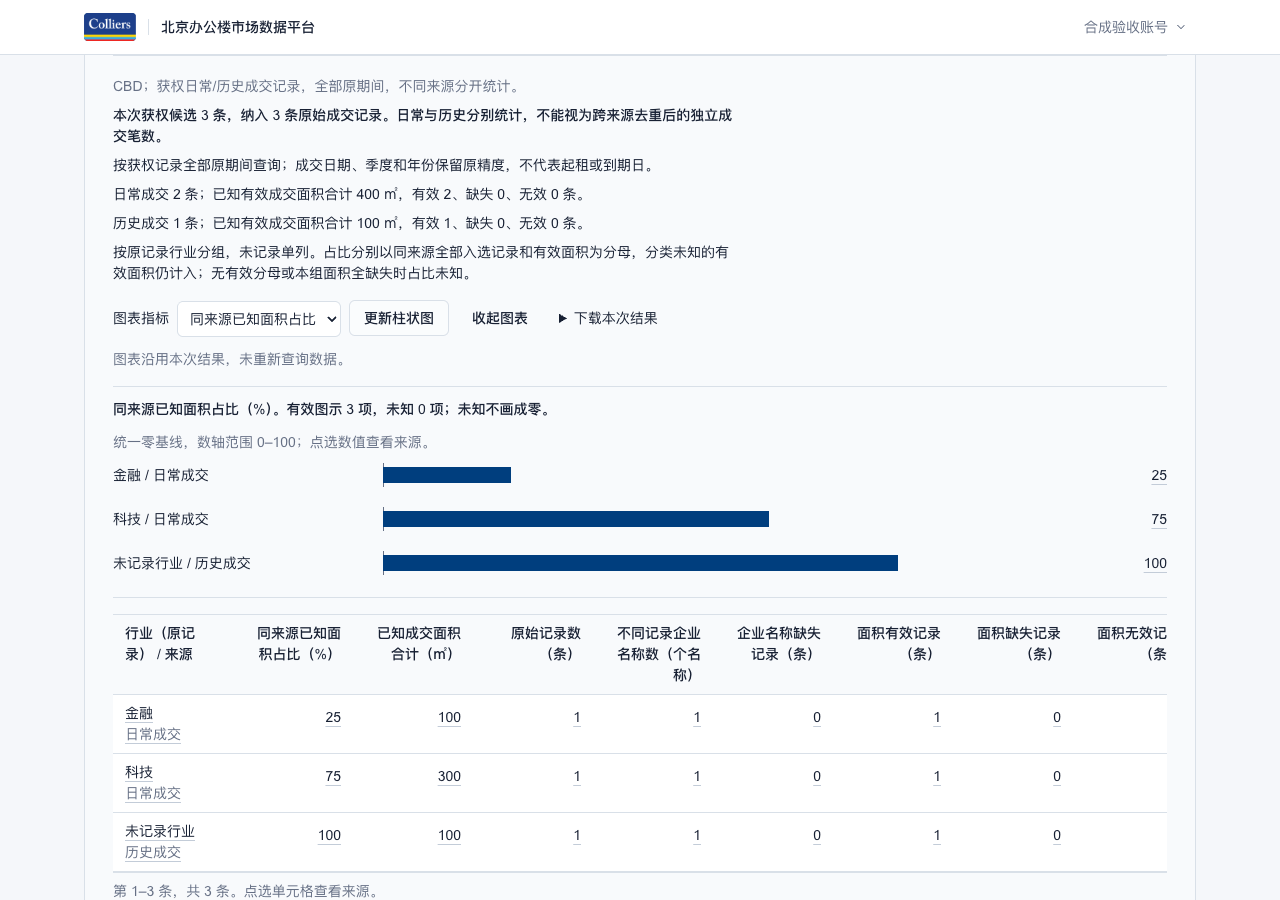 Colliers
北京办公楼市场数据平台
合成验收账号
CBD；获权日常/历史成交记录，全部原期间，不同来源分开统计。
本次获权候选 3 条，纳入 3 条原始成交记录。日常与历史分别统计，不能视为跨来源去重后的独立成
交笔数。
按获权记录全部原期间查询；成交日期、季度和年份保留原精度，不代表起租或到期日。
日常成交 2 条；已知有效成交面积合计 400 ㎡，有效 2、缺失 0、无效 0 条。
历史成交 1 条；已知有效成交面积合计 100 ㎡，有效 1、缺失 0、无效 0 条。
按原记录行业分组，未记录单列。占比分别以同来源全部入选记录和有效面积为分母，分类未知的有
效面积仍计入；无有效分母或本组面积全缺失时占比未知。
图表指标 同来源已知面积占比 更新柱状图 收起图表 ▶ 下载本次结果
图表沿用本次结果，未重新查询数据。
同来源已知面积占比（%）。有效图示 3 项，未知 0 项；未知不画成零。
统一零基线，数轴范围 0–100；点选数值查看来源。
金融 / 日常成交 25
科技 / 日常成交 75
未记录行业 / 历史成交 100
行业（原记 同来源已知面 已知成交面积 原始记录数 不同记录企业 企业名称缺失 面积有效记录 面积缺失记录 面积无效记
录） / 来源 积占比（%） 合计（㎡） （条） 名称数（个名 记录（条） （条） （条） （条
称）
金融 25 100 1 1 0 1 0
日常成交
科技 75 300 1 1 0 1 0
日常成交
未记录行业 100 100 1 1 0 1 0
历史成交
第 1–3 条，共 3 条。点选单元格查看来源。